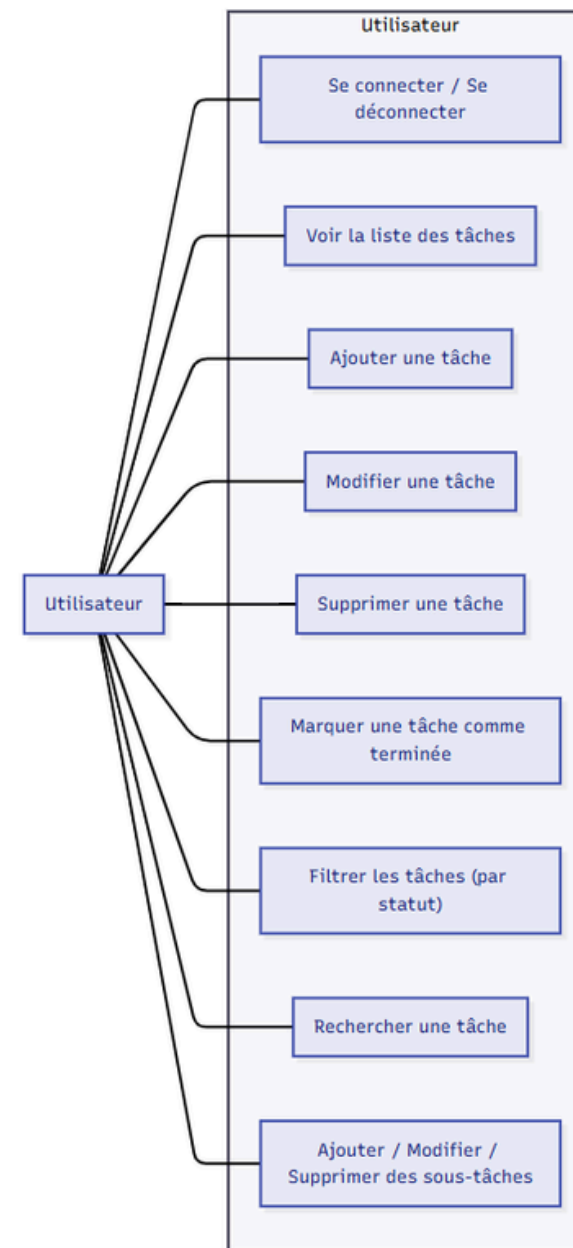 Utilisateur
Se connecter / Se
déconnecter
Voir la liste des tâches
Ajouter une tâche
Modifier une tâche
Utilisateur
Supprimer une tâche
Marquer une tâche comme
terminée
Filtrer les tâches (par
statut)
Rechercher une tâche
Ajouter / Modifier /
Supprimer des sous-tâches